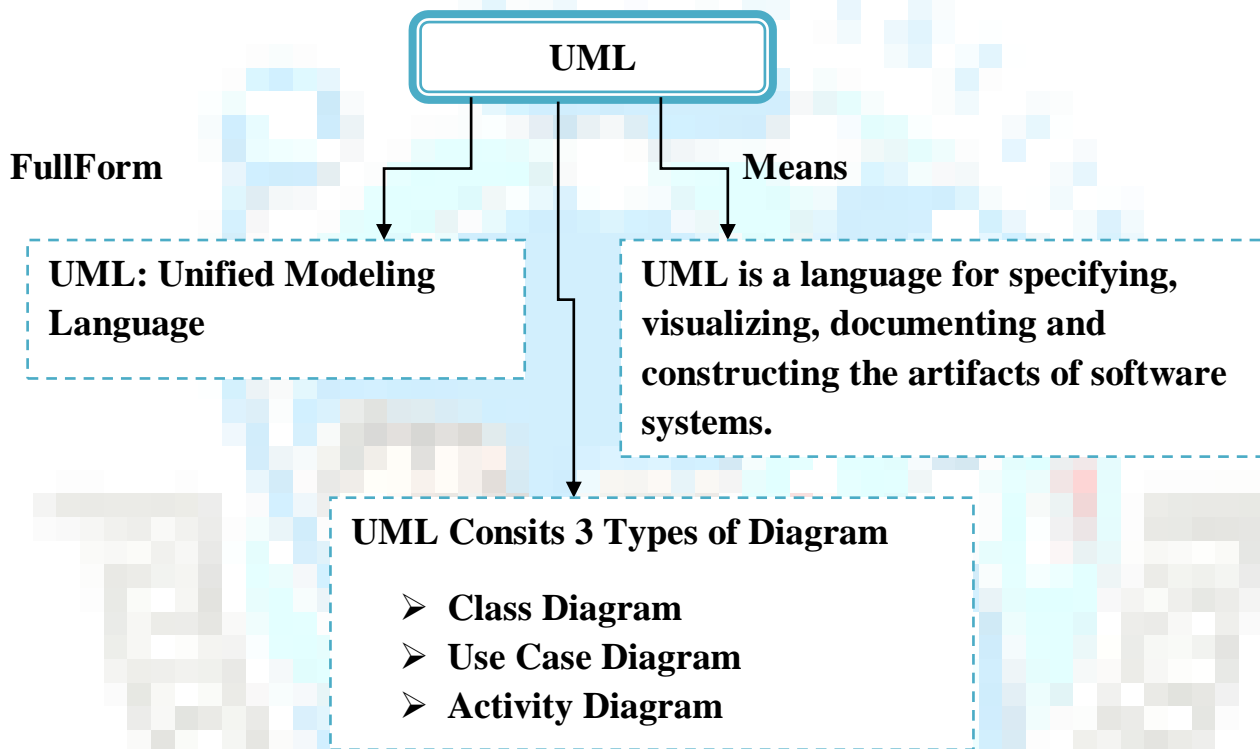 UML
FullForm
Means
UML: Unified Modeling
Language
UML is a language for specifying,
visualizing, documenting and
constructing the artifacts of software
systems.
UML Consits 3 Types of Diagram
➢ Class Diagram
➢ Use Case Diagram
➢ Activity Diagram